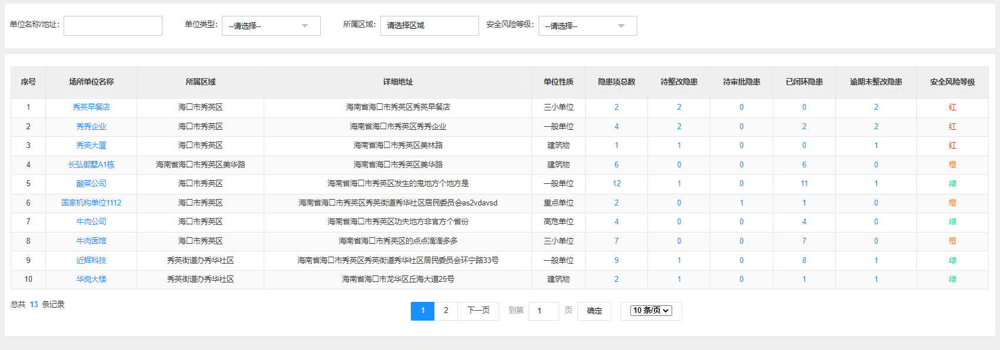 单位名称/地址： 单位类型： --请选择-- 所属区域： 请选择区域 安全风险等级： --请选择--
序号 场所单位名称 所属区域 详细地址 单位性质 隐患项总数 待整改隐患 待审批隐患 已闭环隐患 逾期未整改隐患 安全风险等级
1 秀英早餐店 海口市秀英区 海南省海口市秀英区秀英早餐店 三小单位 2 2 0 0 2 红
2 秀秀企业 海口市秀英区 海南省海口市秀英区秀秀企业 一般单位 4 2 0 2 2 红
3 秀英大厦 海口市秀英区 海南省海口市秀英区美林路 建筑物 1 1 0 0 1 红
4 长弘御墅A1栋 海南省海口市秀英区美华路 海南省海口市秀英区美华路 建筑物 6 0 0 6 0 橙
5 酸菜公司 海口市秀英区 海南省海口市秀英区发生的鬼地方个地方是 一般单位 12 1 0 11 1 绿
6 国家机构单位1112 海口市秀英区 海南省海口市秀英区秀英街道秀华社区居民委员会as2vdavsd 重点单位 2 0 1 1 0 橙
7 牛肉公司 海口市秀英区 海南省海口市秀英区功夫地方非官方个省份 高危单位 4 0 0 4 0 绿
8 牛肉面馆 海口市秀英区 海南省海口市秀英区的点点滴滴多多 三小单位 7 0 0 7 0 橙
9 近辉科技 秀英街道办秀华社区 海南省海口市秀英区秀英街道秀华社区居民委员会环宁路33号 一般单位 9 1 0 8 1 绿
10 华岗大楼 秀英街道办秀华社区 海南省海口市龙华区丘海大道25号 建筑物 2 1 0 1 1 绿
总共 13 条记录 1 2 下一页 到第 1 页 确定 10 条/页